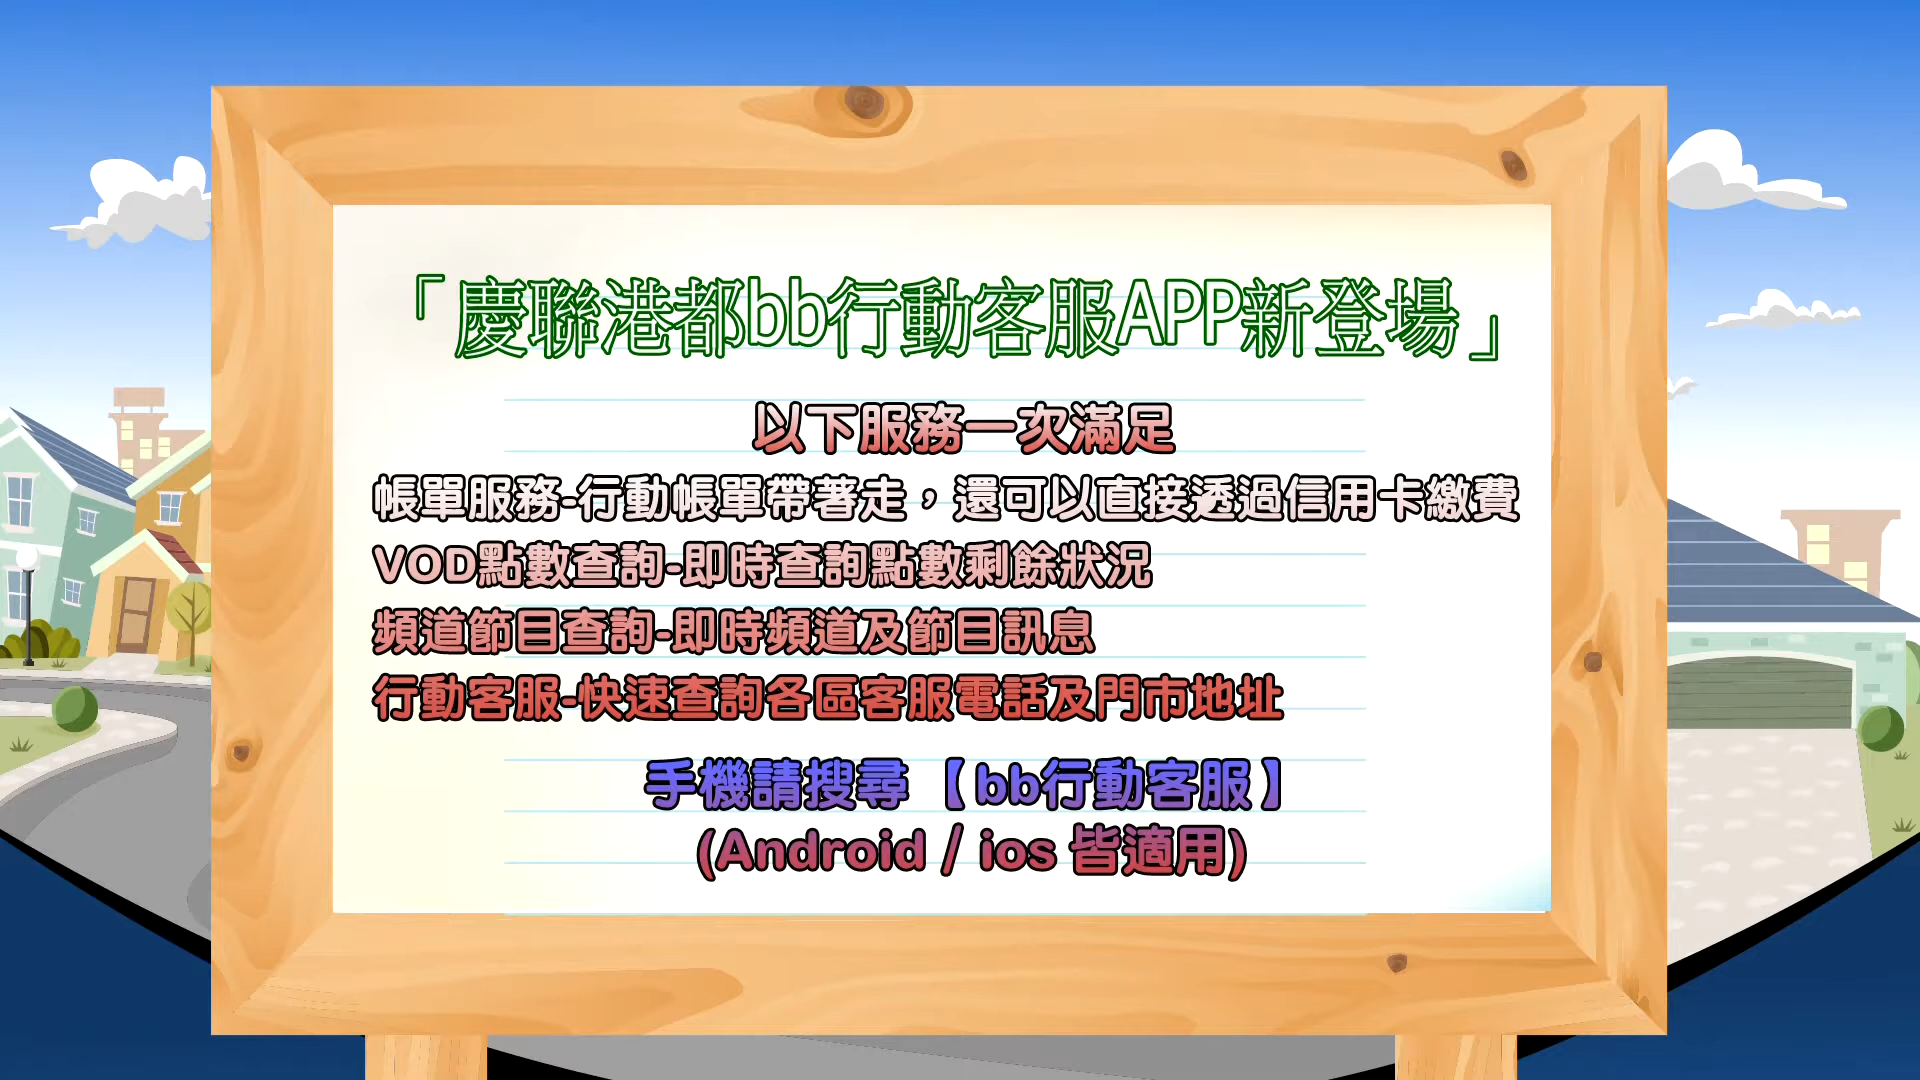 「慶聯港都bb行動客服APP新登場」
以下服務一次滿足
帳單服務-行動帳單帶著走，還可以直接透過信用卡繳費
VOD點數查詢-即時查詢點數剩餘狀況
頻道節目查詢-即時頻道及節目訊息
行動客服-快速查詢各區客服電話及門市地址
手機請搜尋【bb行動客服】
(Android / ios 皆適用)